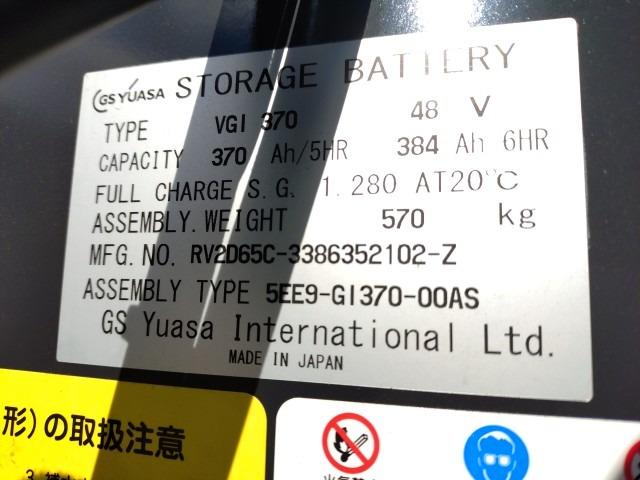 GS YUASA STORAGE BATTERY
TYPE VGI 370 48 V
CAPACITY 370 Ah/5HR 384 Ah 6HR
FULL CHARGE S.G. 1.280 AT20℃
ASSEMBLY.WEIGHT 570 kg
MFG.NO. RV2D65C-3386352102-Z
ASSEMBLY TYPE 5EE9-GI370-00AS
GS Yuasa International Ltd.
MADE IN JAPAN
形)の取扱注意